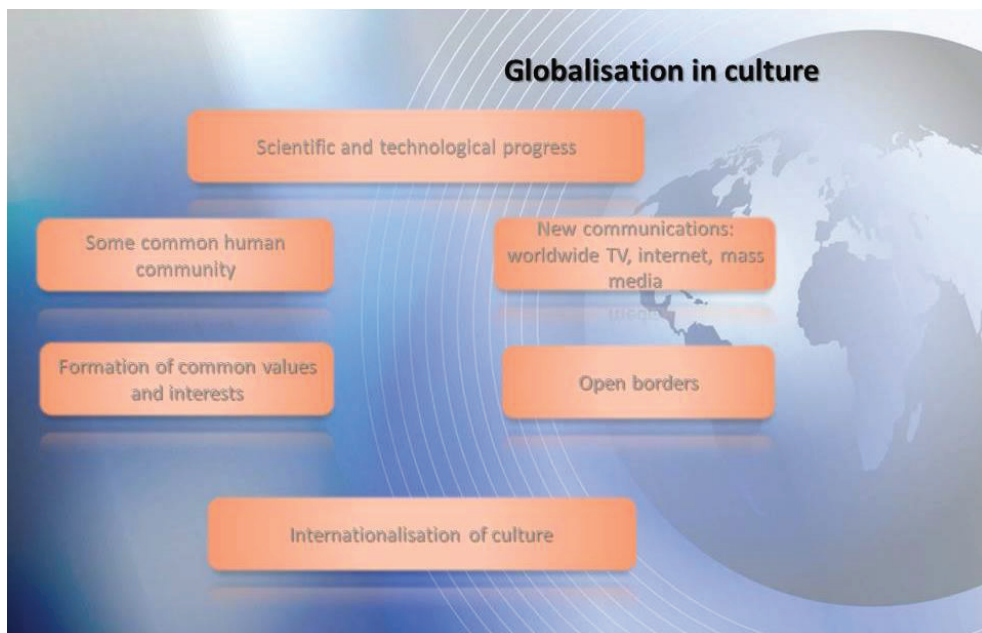 Globalisation in culture
Scientific and technological progress
Some common human
community
New communications:
worldwide TV, internet, mass
media
Formation of common values
and interests
Open borders
Internationalisation of culture